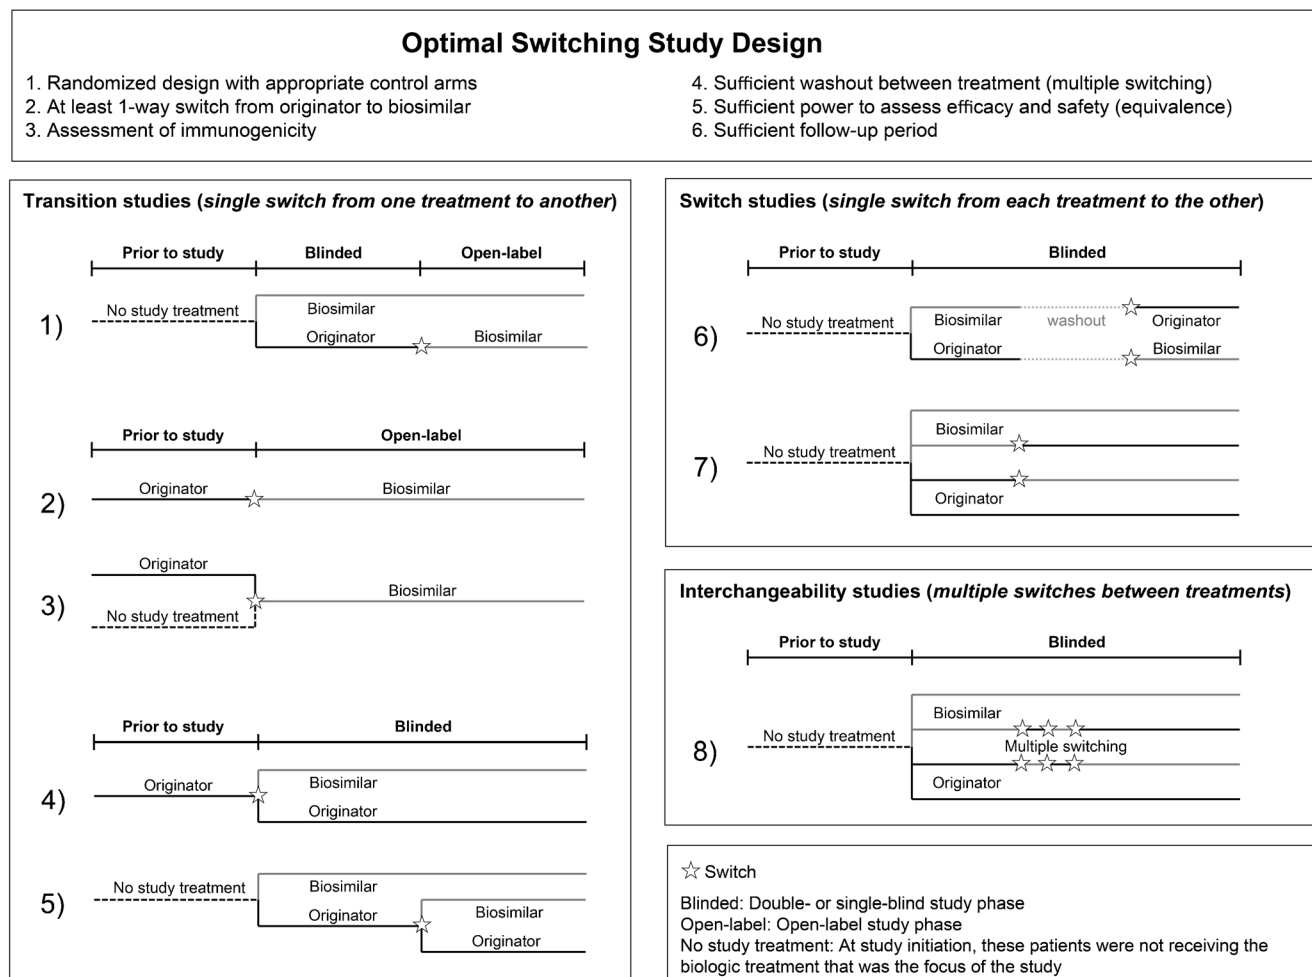 Optimal Switching Study Design
1. Randomized design with appropriate control arms
2. At least 1-way switch from originator to biosimilar
3. Assessment of immunogenicity
4. Sufficient washout between treatment (multiple switching)
5. Sufficient power to assess efficacy and safety (equivalence)
6. Sufficient follow-up period
Transition studies (single switch from one treatment to another)
Prior to study Blinded Open-label
1)
No study treatment
Biosimilar
Originator
Biosimilar
Prior to study Open-label
2)
Originator
Biosimilar
3)
Originator
No study treatment
Biosimilar
Prior to study Blinded
4)
Originator
Biosimilar
Originator
5)
No study treatment
Biosimilar
Originator
Biosimilar
Originator
Switch studies (single switch from each treatment to the other)
Prior to study Blinded
6)
No study treatment
Biosimilar washout Originator
Originator Biosimilar
7)
No study treatment
Biosimilar
Originator
Interchangeability studies (multiple switches between treatments)
Prior to study Blinded
8)
No study treatment
Biosimilar
Multiple switching
Originator
Switch
Blinded: Double- or single-blind study phase
Open-label: Open-label study phase
No study treatment: At study initiation, these patients were not receiving the
biologic treatment that was the focus of the study